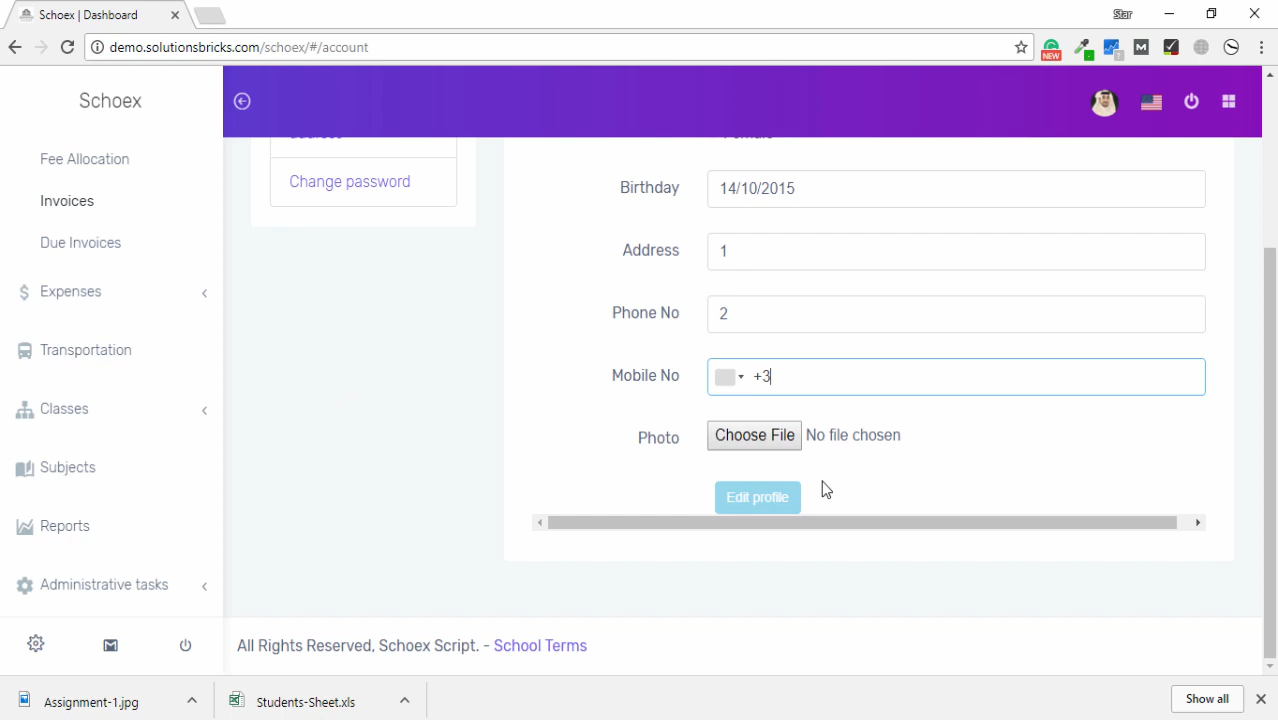 Schoex | Dashboard
Star
demo.solutionsbricks.com/schoex/#/account
NEW
Schoex
Fee Allocation
Invoices
Due Invoices
Expenses
Transportation
Classes
Subjects
Reports
Administrative tasks
Change password
Birthday 14/10/2015
Address 1
Phone No 2
Mobile No +3
Photo Choose File No file chosen
Edit profile
All Rights Reserved, Schoex Script. - School Terms
Assignment-1.jpg
Students-Sheet.xls
Show all